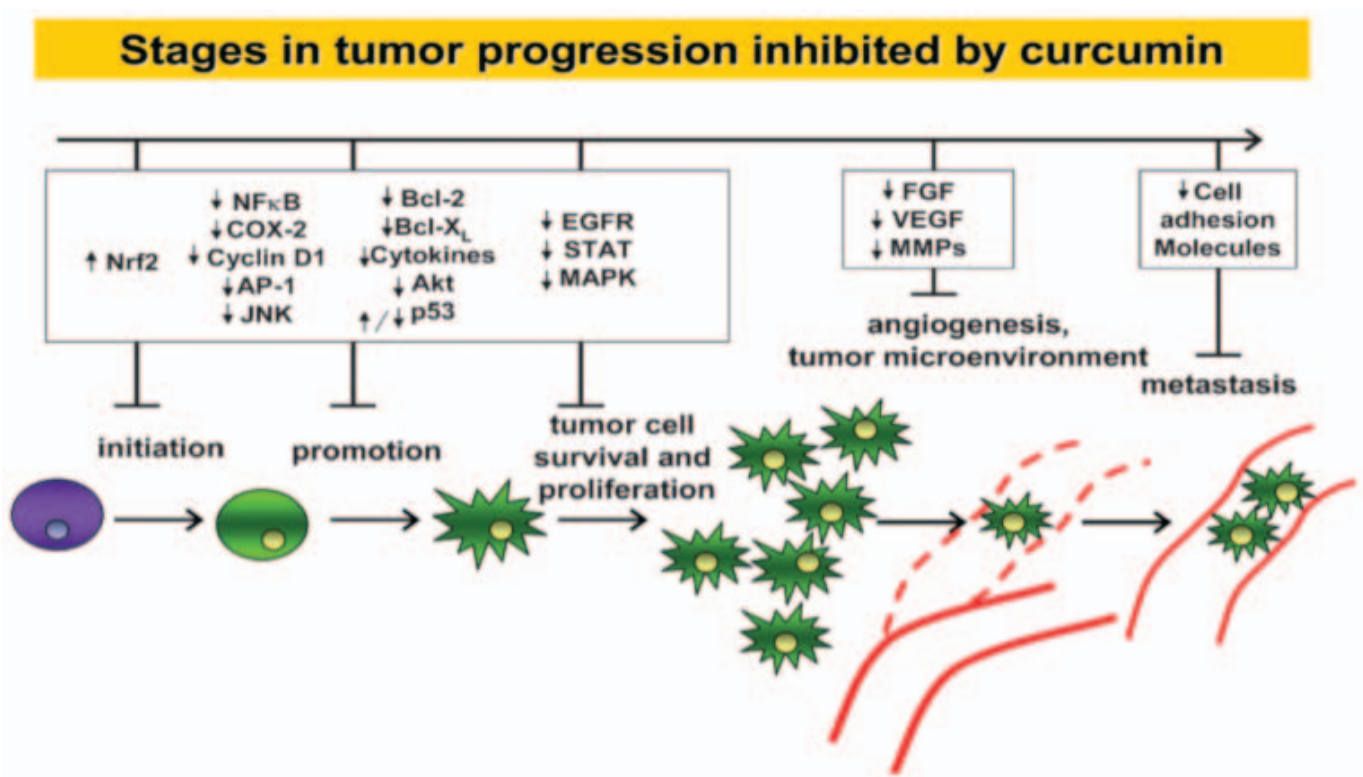 Stages in tumor progression inhibited by curcumin
↑ Nrf2
↓ NFκB
↓COX-2
↓ Cyclin D1
↓AP-1
↓ JNK
↓ Bcl-2
↓Bcl-XL
↓Cytokines
↓ Akt
↑/↓ p53
↓ EGFR
↓ STAT
↓ MAPK
↓ FGF
↓ VEGF
↓ MMPs
↓Cell
adhesion
Molecules
angiogenesis,
tumor microenvironment
metastasis
initiation
promotion
tumor cell
survival and
proliferation